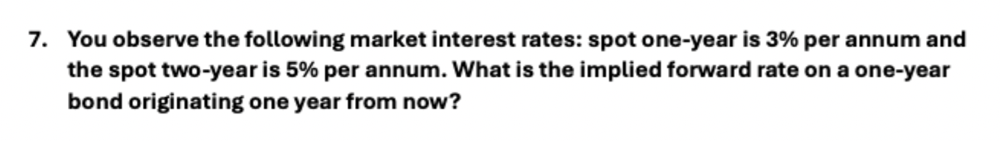 7. You observe the following market interest rates: spot one-year is 3% per annum and
the spot two-year is 5% per annum. What is the implied forward rate on a one-year
bond originating one year from now?